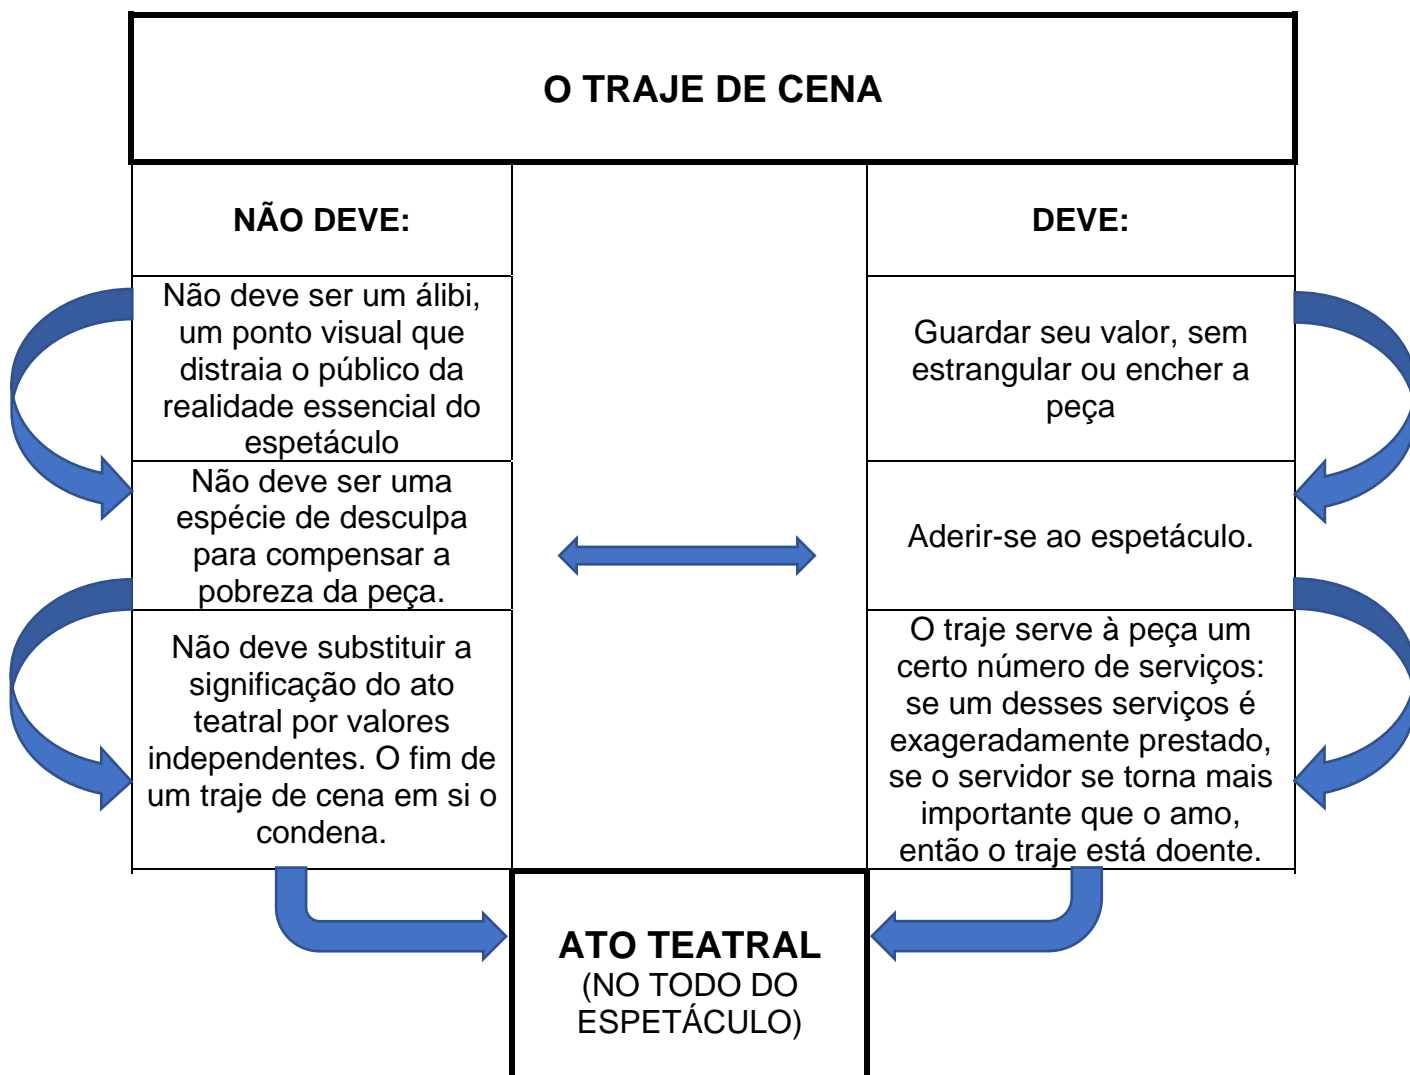 O TRAJE DE CENA
NÃO DEVE:
Não deve ser um álibi,
um ponto visual que
distraia o público da
realidade essencial do
espetáculo
Não deve ser uma
espécie de desculpa
para compensar a
pobreza da peça.
Não deve substituir a
significação do ato
teatral por valores
independentes. O fim de
um traje de cena em si o
condena.
DEVE:
Guardar seu valor, sem
estrangular ou encher a
peça
Aderir-se ao espetáculo.
O traje serve à peça um
certo número de serviços:
se um desses serviços é
exageradamente prestado,
se o servidor se torna mais
importante que o amo,
então o traje está doente.
ATO TEATRAL
(NO TODO DO
ESPETÁCULO)